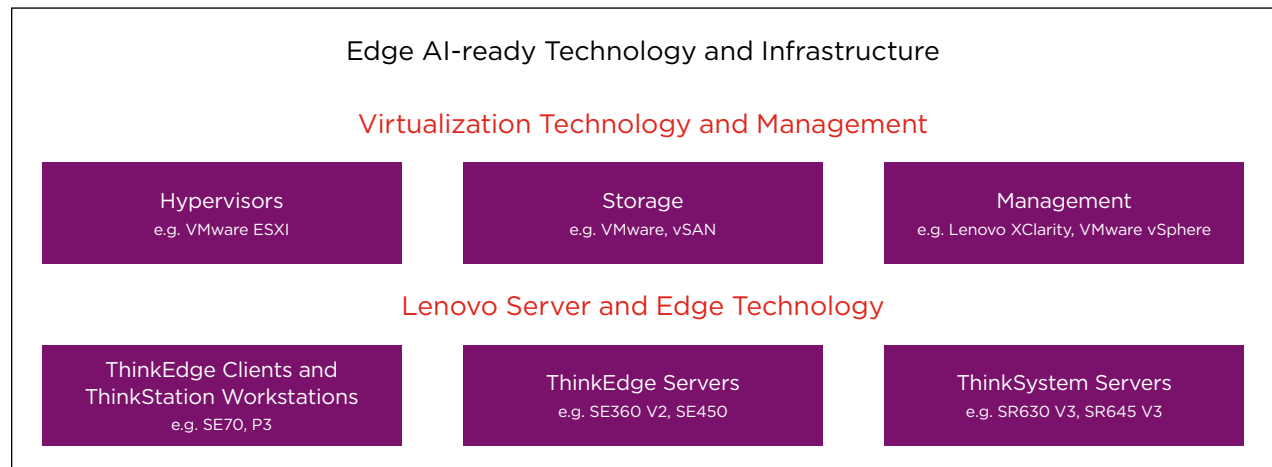 Edge AI-ready Technology and Infrastructure
Virtualization Technology and Management
Hypervisors
e.g. VMware ESXI
Storage
e.g. VMware, vSAN
Management
e.g. Lenovo XClarity, VMware vSphere
Lenovo Server and Edge Technology
ThinkEdge Clients and
ThinkStation Workstations
e.g. SE70, P3
ThinkEdge Servers
e.g. SE360 V2, SE450
ThinkSystem Servers
e.g. SR630 V3, SR645 V3